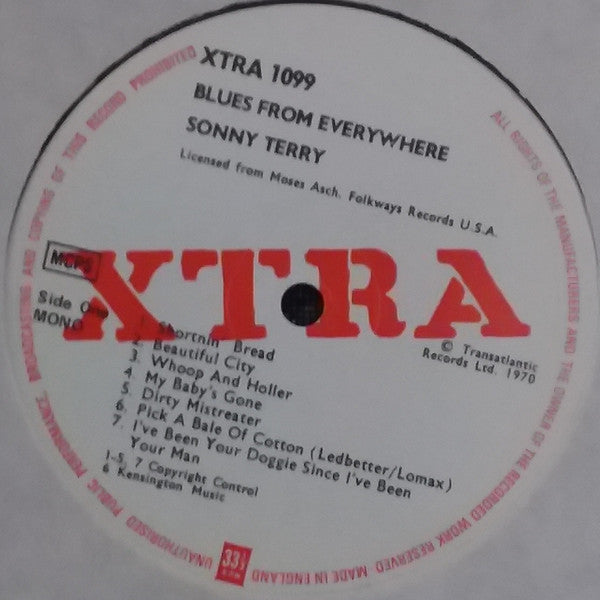 XTRA 1099
BLUES FROM EVERYWHERE
SONNY TERRY
Licensed from Moses Asch. Folkways Records U.S.A.
XTRA
MCPS
Side One
MONO
© Transatlantic
Records Ltd. 1970
1. Shortnin' Bread
2. Beautiful City
3. Whoop And Holler
4. My Baby's Gone
5. Dirty Mistreater
6. Pick A Bale Of Cotton (Ledbetter/Lomax)
7. I've Been Your Doggie Since I've Been
Your Man
1-5, 7 Copyright Control
6 Kensington Music
33⅓
ALL RIGHTS OF THE MANUFACTURERS AND THE OWNER OF THE RECORDED WORK RESERVED MADE IN ENGLAND
UNAUTHORISED PUBLIC PERFORMANCE, BROADCASTING AND COPYING OF THIS RECORD PROHIBITED